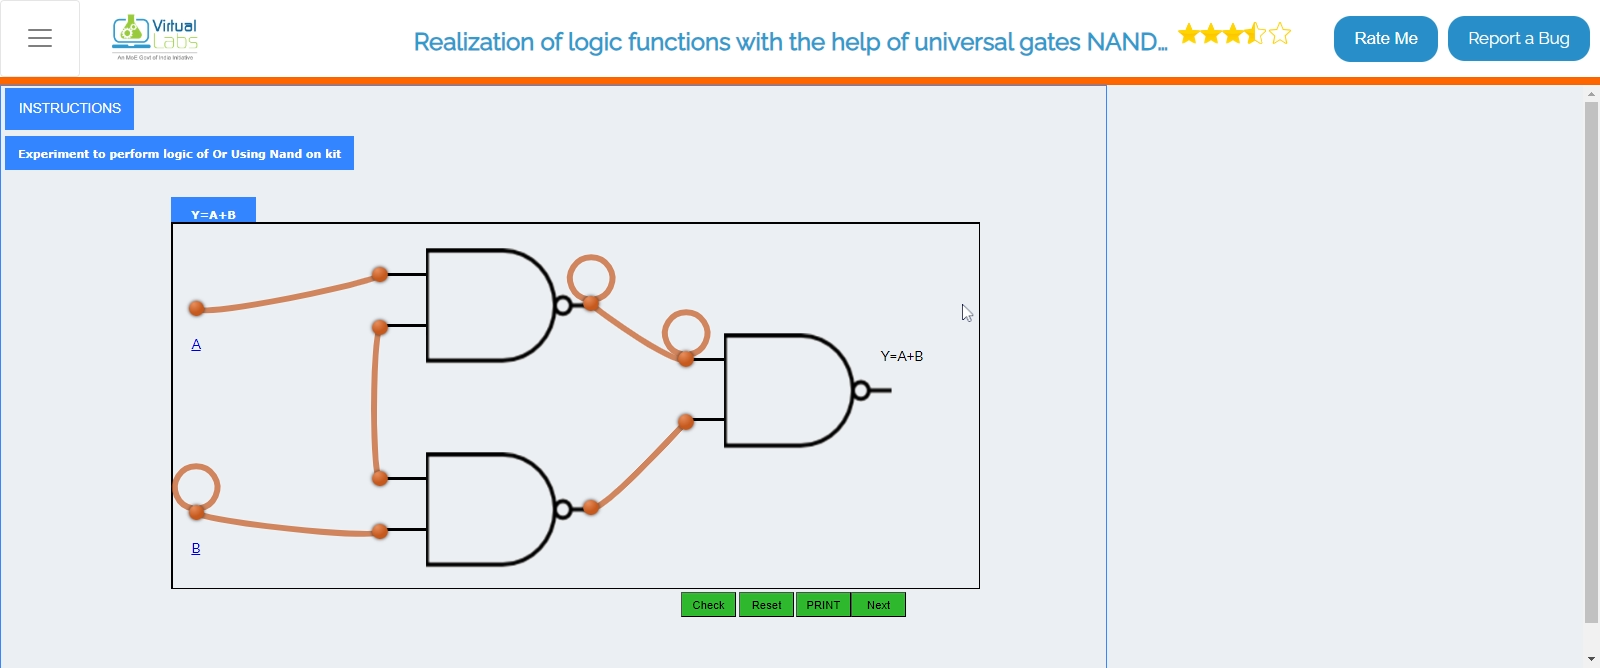 Virtual
Labs
An MoE Govt of India Initiative
Realization of logic functions with the help of universal gates NAND...
Rate Me
Report a Bug
INSTRUCTIONS
Experiment to perform logic of Or Using Nand on kit
Y=A+B
A
Y=A+B
B
Check
Reset
PRINT
Next